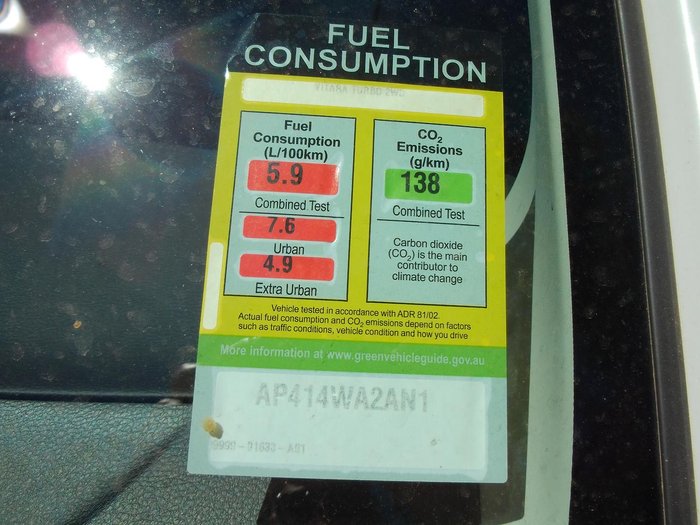 FUEL
CONSUMPTION
VITARA TURBO 2WD
Fuel
Consumption
(L/100km)
5.9
Combined Test
7.6
Urban
4.9
Extra Urban
CO2
Emissions
(g/km)
138
Combined Test
Carbon dioxide
(CO2) is the main
contributor to
climate change
Vehicle tested in accordance with ADR 81/02.
Actual fuel consumption and CO2 emissions depend on factors
such as traffic conditions, vehicle condition and how you drive
More information at www.greenvehicleguide.gov.au
AP414WA2AN1